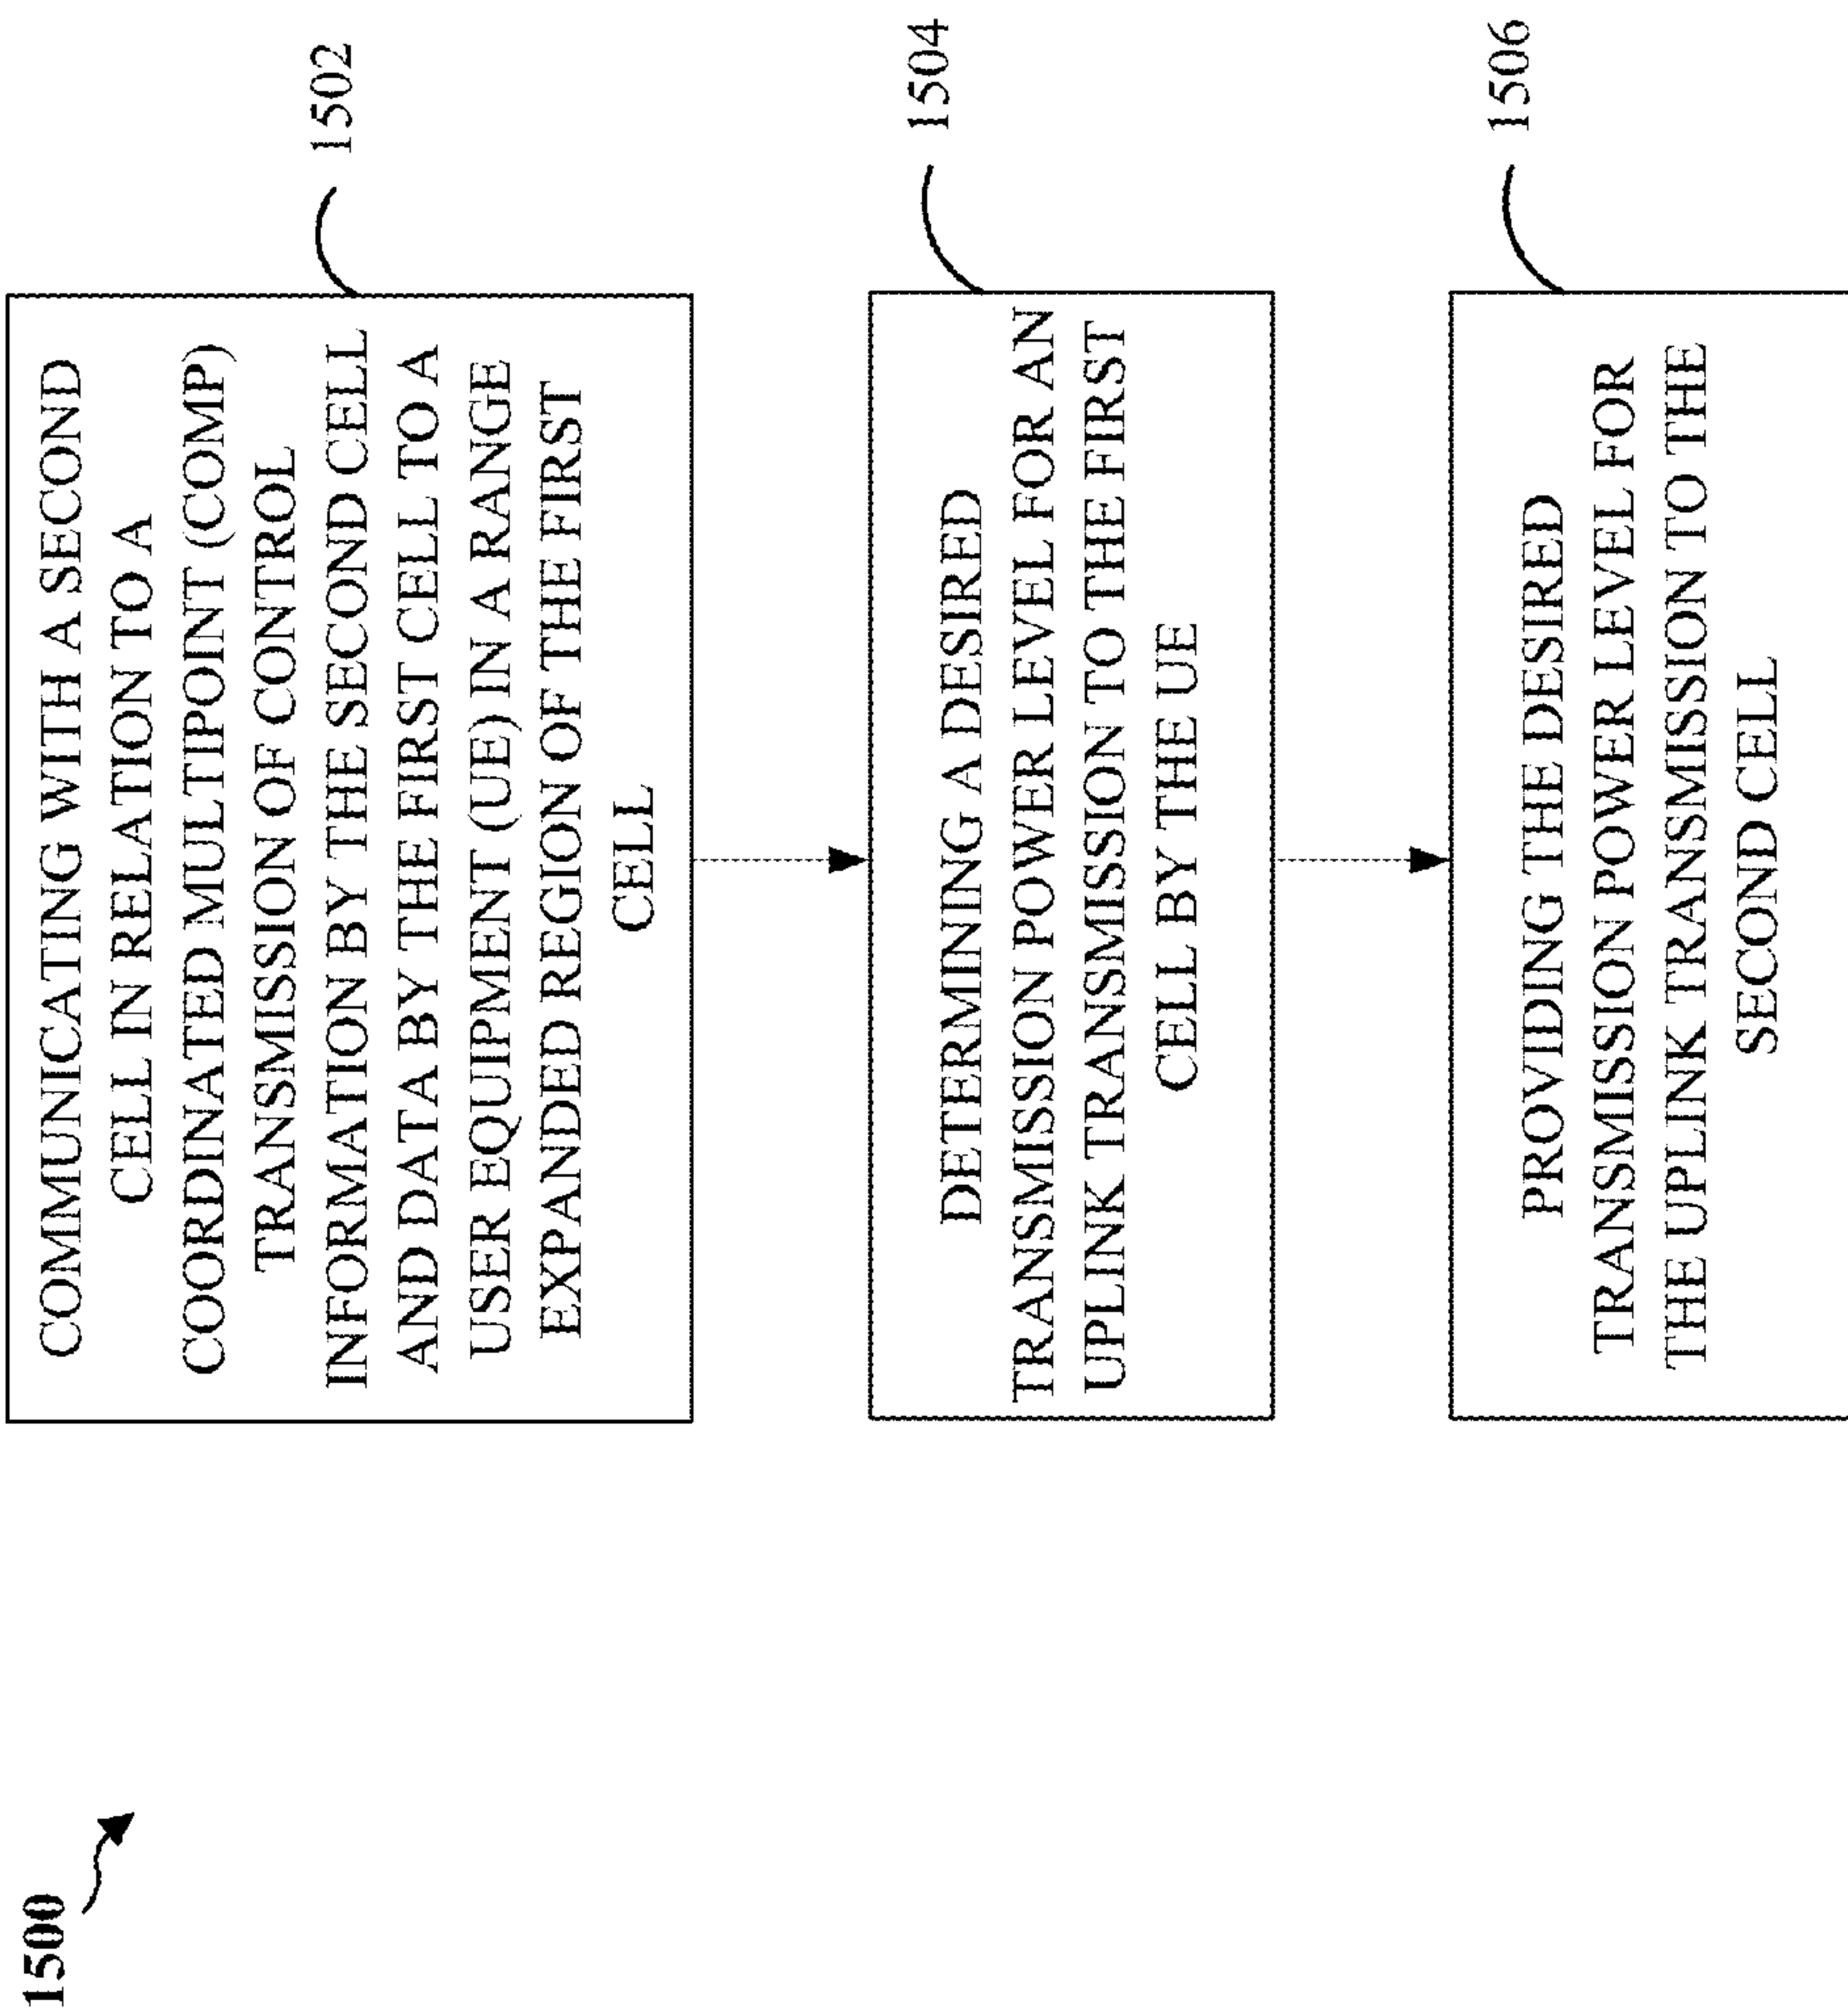 1500
COMMUNICATING WITH A SECOND
CELL IN RELATION TO A
COORDINATED MULTIPOINT (COMP)
TRANSMISSION OF CONTROL
INFORMATION BY THE SECOND CELL
AND DATA BY THE FIRST CELL TO A
USER EQUIPMENT (UE) IN A RANGE
EXPANDED REGION OF THE FIRST
CELL
1502
DETERMINING A DESIRED
TRANSMISSION POWER LEVEL FOR AN
UPLINK TRANSMISSION TO THE FIRST
CELL BY THE UE
1504
PROVIDING THE DESIRED
TRANSMISSION POWER LEVEL FOR
THE UPLINK TRANSMISSION TO THE
SECOND CELL
1506